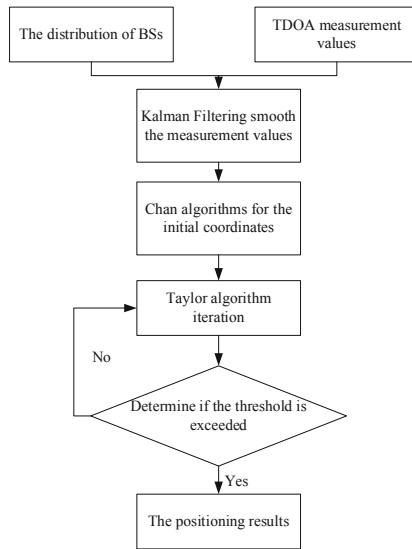 The distribution of BSs
TDOA measurement
values
Kalman Filtering smooth
the measurement values
Chan algorithms for the
initial coordinates
Taylor algorithm
iteration
No
Determine if the threshold is
exceeded
Yes
The positioning results